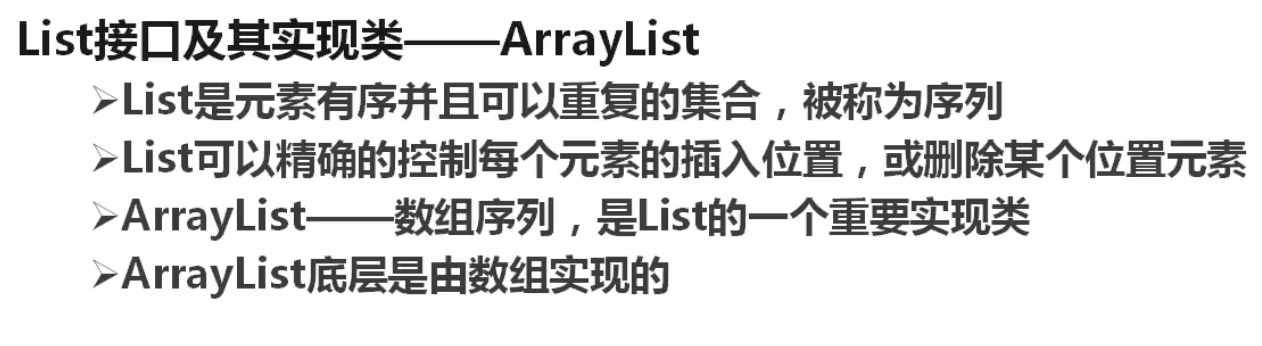 List接口及其实现类——ArrayList
➢List是元素有序并且可以重复的集合，被称为序列
➢List可以精确的控制每个元素的插入位置，或删除某个位置元素
➢ArrayList——数组序列，是List的一个重要实现类
➢ArrayList底层是由数组实现的